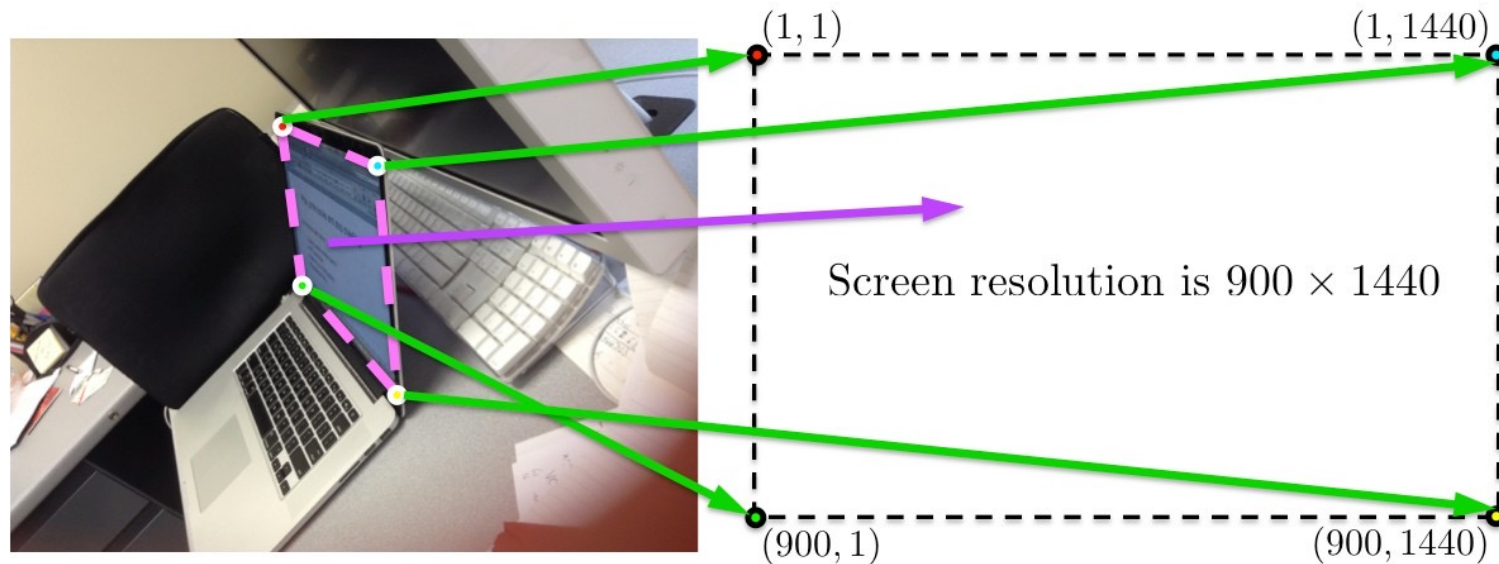 (1, 1)
(1, 1440)
Screen resolution is 900 × 1440
(900, 1)
(900, 1440)